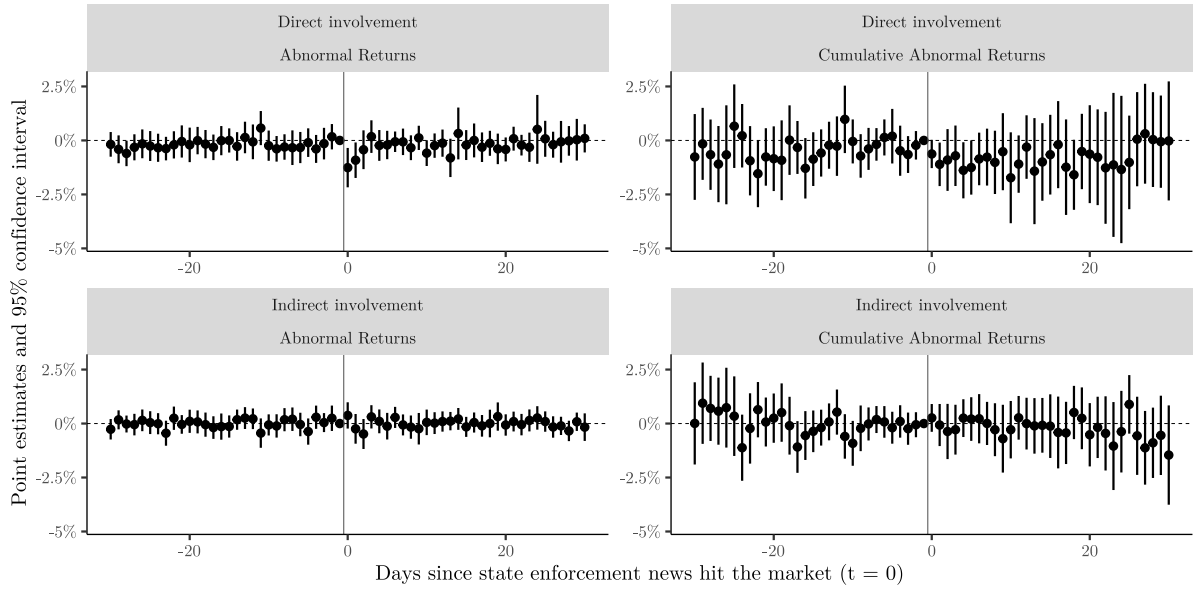 Point estimates and 95% confidence interval
Direct involvement
Abnormal Returns
2.5%
0%
-2.5%
-5%
-20
0
20
Direct involvement
Cumulative Abnormal Returns
2.5%
0%
-2.5%
-5%
-20
0
20
Indirect involvement
Abnormal Returns
2.5%
0%
-2.5%
-5%
-20
0
20
Indirect involvement
Cumulative Abnormal Returns
2.5%
0%
-2.5%
-5%
-20
0
20
Days since state enforcement news hit the market (t = 0)